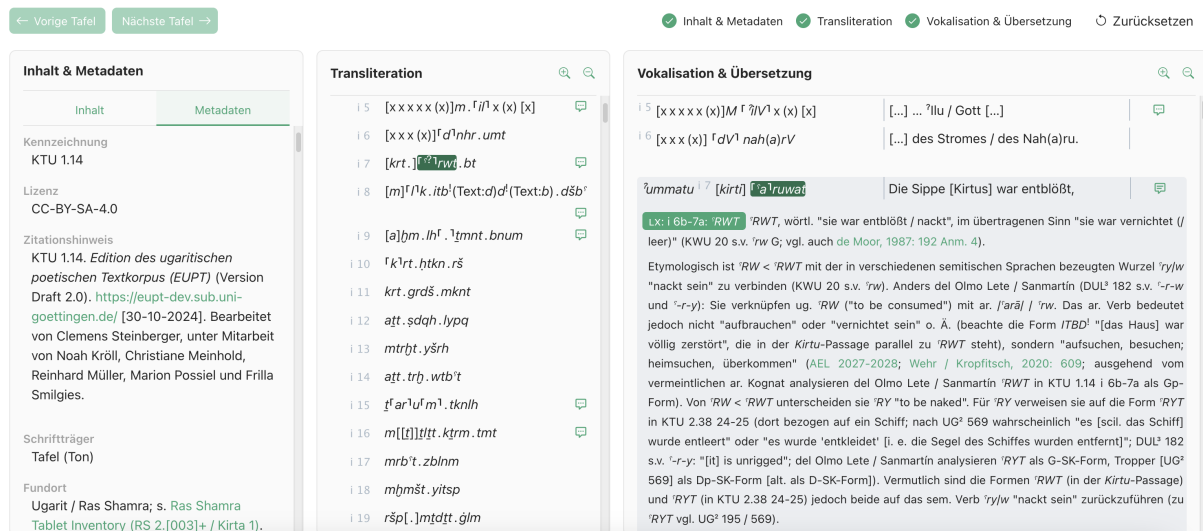 ← Vorige Tafel
Nächste Tafel →
Inhalt & Metadaten
Transliteration
Vokalisation & Übersetzung
Zurücksetzen
Inhalt & Metadaten
Inhalt
Metadaten
Kennzeichnung
KTU 1.14
Lizenz
CC-BY-SA-4.0
Zitationshinweis
KTU 1.14. Edition des ugaritischen
poetischen Textkorpus (EUPT) (Version
Draft 2.0). https://eupt-dev.sub.uni-
goettingen.de/ [30-10-2024]. Bearbeitet
von Clemens Steinberger, unter Mitarbeit
von Noah Kröll, Christiane Meinhold,
Reinhard Müller, Marion Possiel und Frilla
Smilgies.
Schriftträger
Tafel (Ton)
Fundort
Ugarit / Ras Shamra; s. Ras Shamra
Tablet Inventory (RS 2.[003]+ / Kirta 1).
Transliteration
i 5 [x x x x x (x)]m . ⸢il⸣ x (x) [x]
i 6 [x x x (x)]⸢d⸣nhr . umt
i 7 [krt . ]⸢ʿ?⸣rwt . bt
i 8 [m]⸢l⸣k . itb!(Text:d)d!(Text:b) . dšbʿ
i 9 [a]ḫm . lh⸢ . ⸣ṯmnt . bnum
i 10 ⸢k⸣rt . ḥtkn . rš
i 11 krt . grdš . mknt
i 12 aṯt . ṣdqh . lypq
i 13 mtrḫt . yšrh
i 14 aṯt . trḫ . wtbʿt
i 15 ṯ⸢ar⸣u⸢m⸣ . tknlh
i 16 m[[ṯ]]ṯlṯt . kṯrm . tmt
i 17 mrbʿt . zblnm
i 18 mḫmšt . yitsp
i 19 ršp[ . ]mṯdṯt . ġlm
Vokalisation & Übersetzung
i 5 [x x x x x (x)]M ⸢ ʾilV⸣ x (x) [x] [...] ... ʾIlu / Gott [...]
i 6 [x x x (x)] ⸢dV⸣ nah(a)rV [...] des Stromes / des Nah(a)ru.
ʾummatu i 7 [kirti] ⸢ʿa⸣ruwat Die Sippe [Kirtus] war entblößt,
LX: i 6b-7a: ʿRWT ʿRWT, wörtl. "sie war entblößt / nackt", im übertragenen Sinn "sie war vernichtet (/
leer)" (KWU 20 s.v. ʿrw G; vgl. auch de Moor, 1987: 192 Anm. 4).
Etymologisch ist ʿRW < ʿRWT mit der in verschiedenen semitischen Sprachen bezeugten Wurzel ʿry/w
"nackt sein" zu verbinden (KWU 20 s.v. ʿrw). Anders del Olmo Lete / Sanmartín (DUL³ 182 s.v. ʿ-r-w
und ʿ-r-y): Sie verknüpfen ug. ʿRW ("to be consumed") mit ar. /ʿarā/ / ʿrw. Das ar. Verb bedeutet
jedoch nicht "aufbrauchen" oder "vernichtet sein" o. Ä. (beachte die Form ITBD! "[das Haus] war
völlig zerstört", die in der Kirtu-Passage parallel zu ʿRWT steht), sondern "aufsuchen, besuchen;
heimsuchen, überkommen" (AEL 2027-2028; Wehr / Kropfitsch, 2020: 609; ausgehend vom
vermeintlichen ar. Kognat analysieren del Olmo Lete / Sanmartín ʿRWT in KTU 1.14 i 6b-7a als Gp-
Form). Von ʿRW < ʿRWT unterscheiden sie ʿRY "to be naked". Für ʿRY verweisen sie auf die Form ʿRYT
in KTU 2.38 24-25 (dort bezogen auf ein Schiff; nach UG² 569 wahrscheinlich "es [scil. das Schiff]
wurde entleert" oder "es wurde 'entkleidet' [i. e. die Segel des Schiffes wurden entfernt]"; DUL³ 182
s.v. ʿ-r-y: "[it] is unrigged"; del Olmo Lete / Sanmartín analysieren ʿRYT als G-SK-Form, Tropper [UG²
569] als Dp-SK-Form [alt. als D-SK-Form]). Vermutlich sind die Formen ʿRWT (in der Kirtu-Passage)
und ʿRYT (in KTU 2.38 24-25) jedoch beide auf das sem. Verb ʿry/w "nackt sein" zurückzuführen (zu
ʿRYT vgl. UG² 195 / 569).